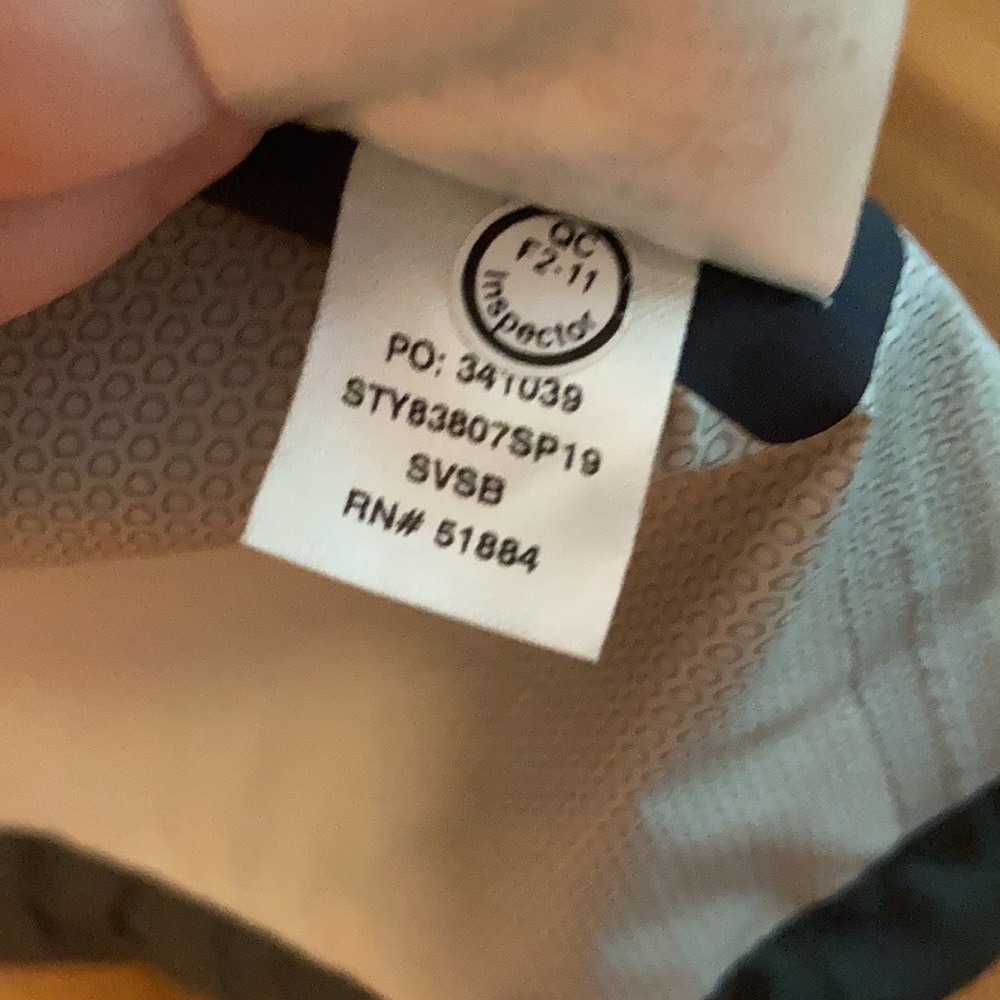 QC
F2-11
Inspector
PO: 341039
STY83807SP19
SVSB
RN# 51884